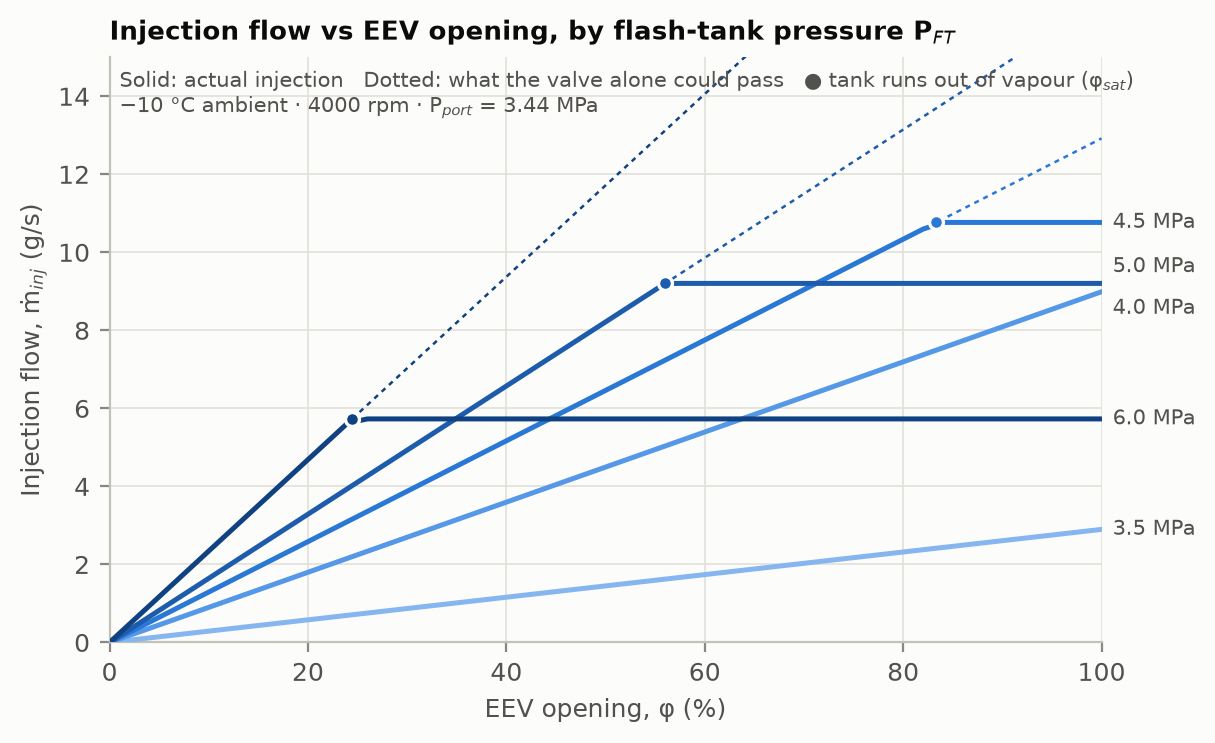 Injection flow vs EEV opening, by flash-tank pressure P_FT
Solid: actual injection Dotted: what the valve alone could pass ● tank runs out of vapour (φ_sat)
−10 °C ambient · 4000 rpm · P_port = 3.44 MPa
14
12
10
8
6
4
2
0
Injection flow, ṁ_inj (g/s)
4.5 MPa
5.0 MPa
4.0 MPa
6.0 MPa
3.5 MPa
0 20 40 60 80 100
EEV opening, φ (%)